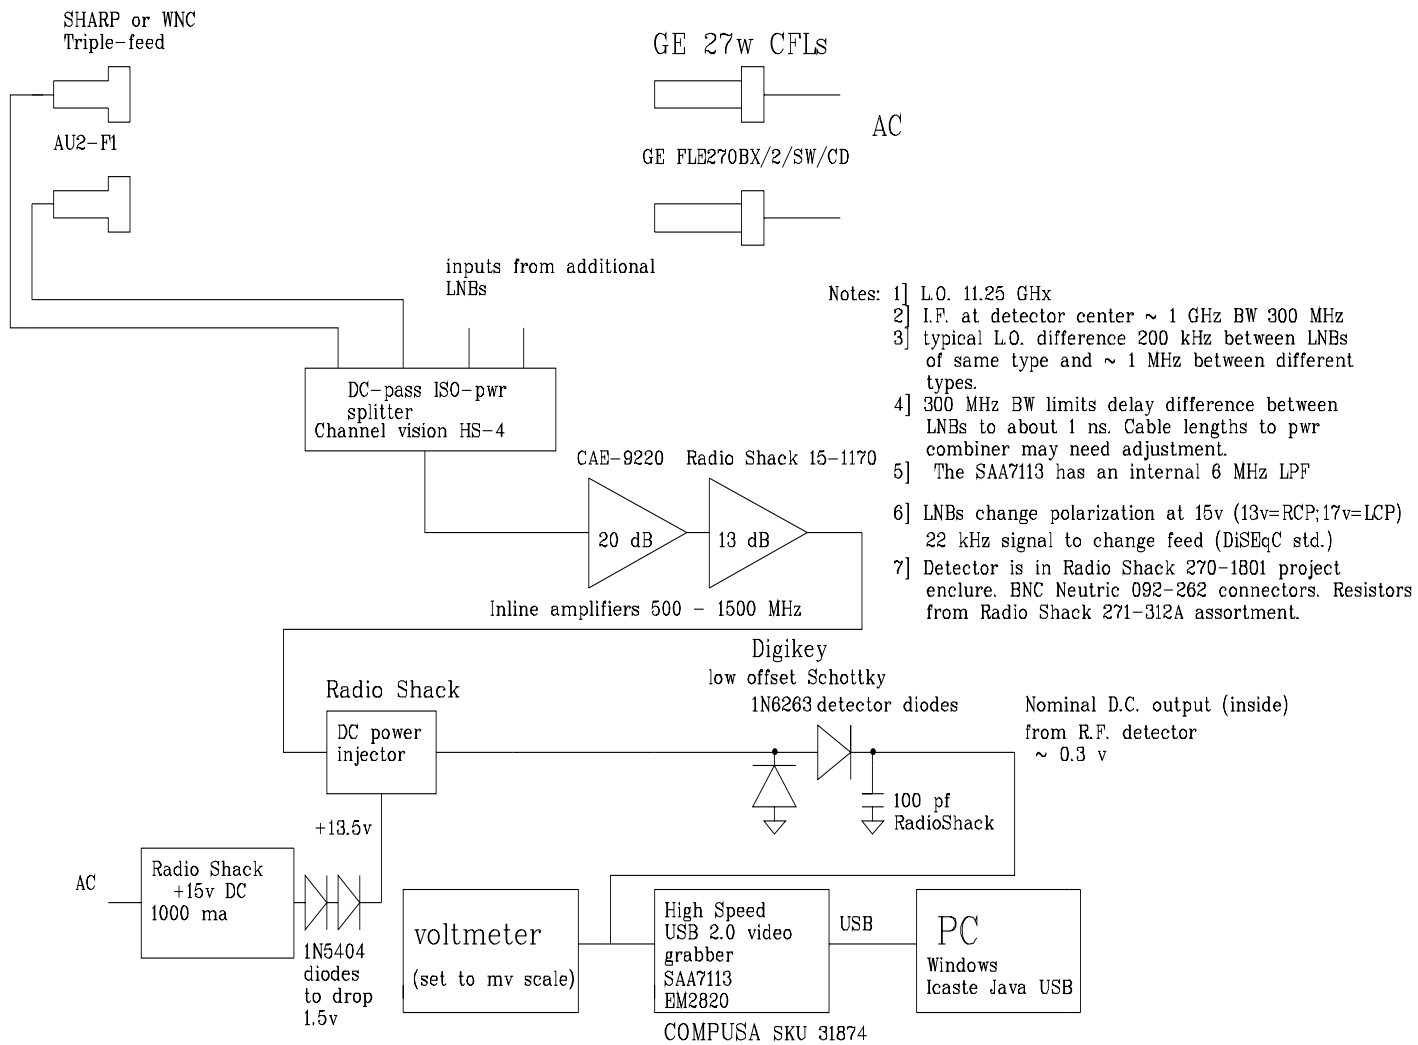 SHARP or WNC
Triple-feed
GE 27w CFLs
AU2-F1
AC
GE FLE270BX/2/SW/CD
inputs from additional
LNBs
Notes: 1] L.O. 11.25 GHx
2] I.F. at detector center ~ 1 GHz BW 300 MHz
3] typical L.O. difference 200 kHz between LNBs
of same type and ~ 1 MHz between different
types.
4] 300 MHz BW limits delay difference between
LNBs to about 1 ns. Cable lengths to pwr
combiner may need adjustment.
5] The SAA7113 has an internal 6 MHz LPF
6] LNBs change polarization at 15v (13v=RCP;17v=LCP)
22 kHz signal to change feed (DiSEqC std.)
7] Detector is in Radio Shack 270-1801 project
enclure. BNC Neutric 092-262 connectors. Resistors
from Radio Shack 271-312A assortment.
DC-pass ISO-pwr
splitter
Channel vision HS-4
CAE-9220 Radio Shack 15-1170
20 dB
13 dB
Inline amplifiers 500 - 1500 MHz
Digikey
low offset Schottky
1N6263 detector diodes
Radio Shack
DC power
injector
Nominal D.C. output (inside)
from R.F. detector
~ 0.3 v
100 pf
RadioShack
+13.5v
AC
Radio Shack
+15v DC
1000 ma
1N5404
diodes
to drop
1.5v
voltmeter
(set to mv scale)
High Speed
USB 2.0 video
grabber
SAA7113
EM2820
USB
PC
Windows
Icaste Java USB
COMPUSA SKU 31874